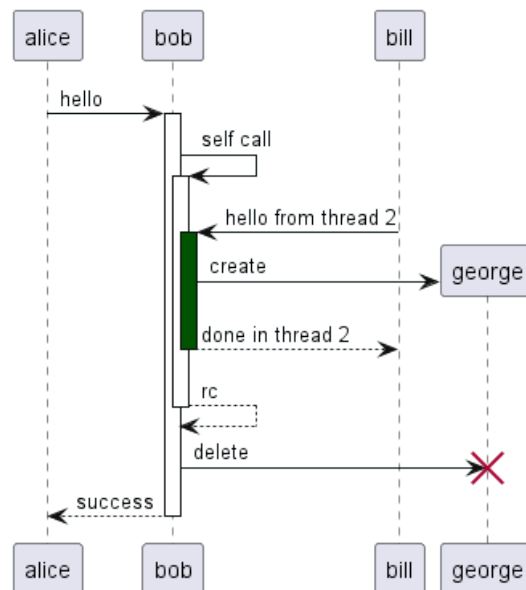 alice
bob
bill
hello
self call
hello from thread 2
create
george
done in thread 2
rc
delete
success
alice
bob
bill
george